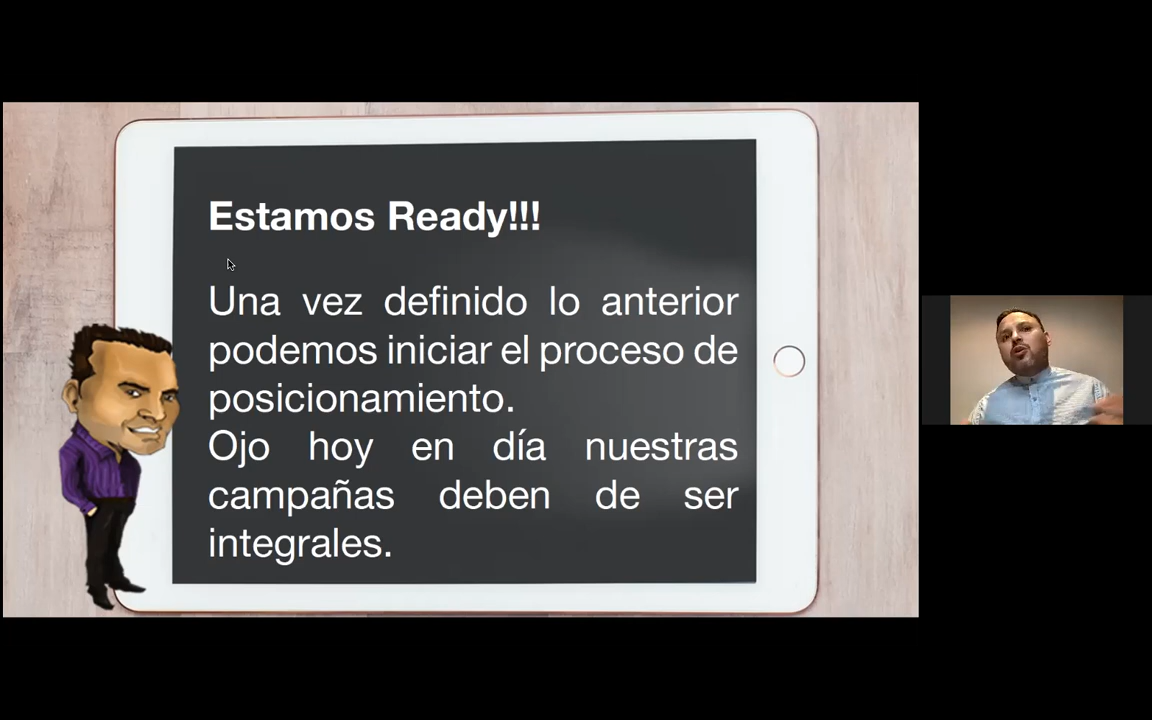 Estamos Ready!!!
Una vez definido lo anterior
podemos iniciar el proceso de
posicionamiento.
Ojo hoy en día nuestras
campañas deben de ser
integrales.